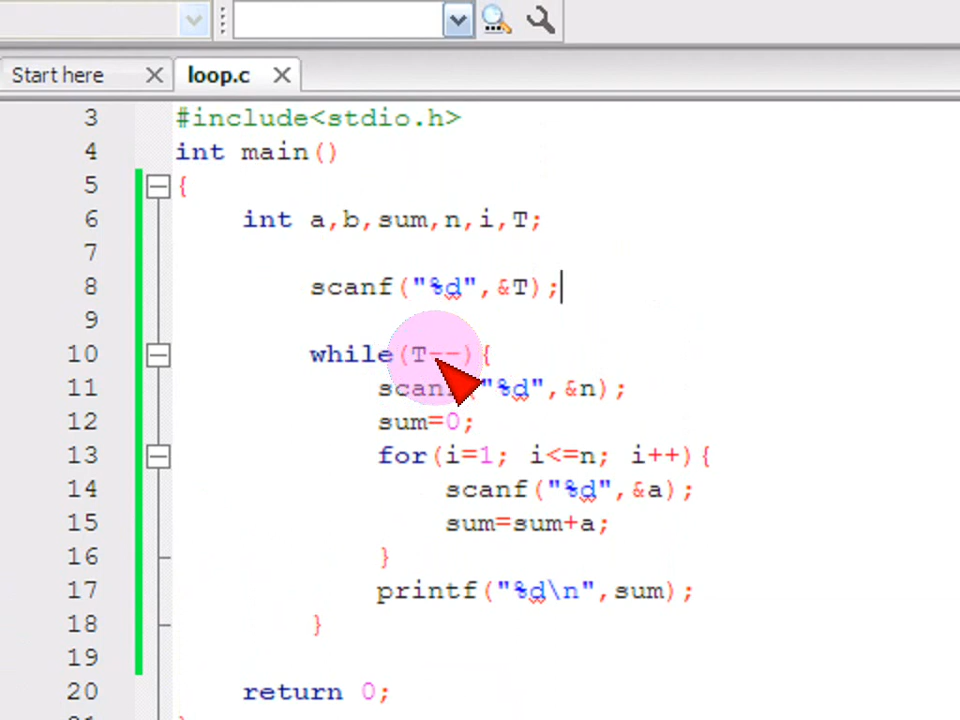 Start here
loop.c
3 #include<stdio.h>
4 int main()
5 {
6 int a,b,sum,n,i,T;
7
8 scanf("%d",&T);
9
10 while(T--){
11 scanf("%d",&n);
12 sum=0;
13 for(i=1; i<=n; i++){
14 scanf("%d",&a);
15 sum=sum+a;
16 }
17 printf("%d\n",sum);
18 }
19
20 return 0;